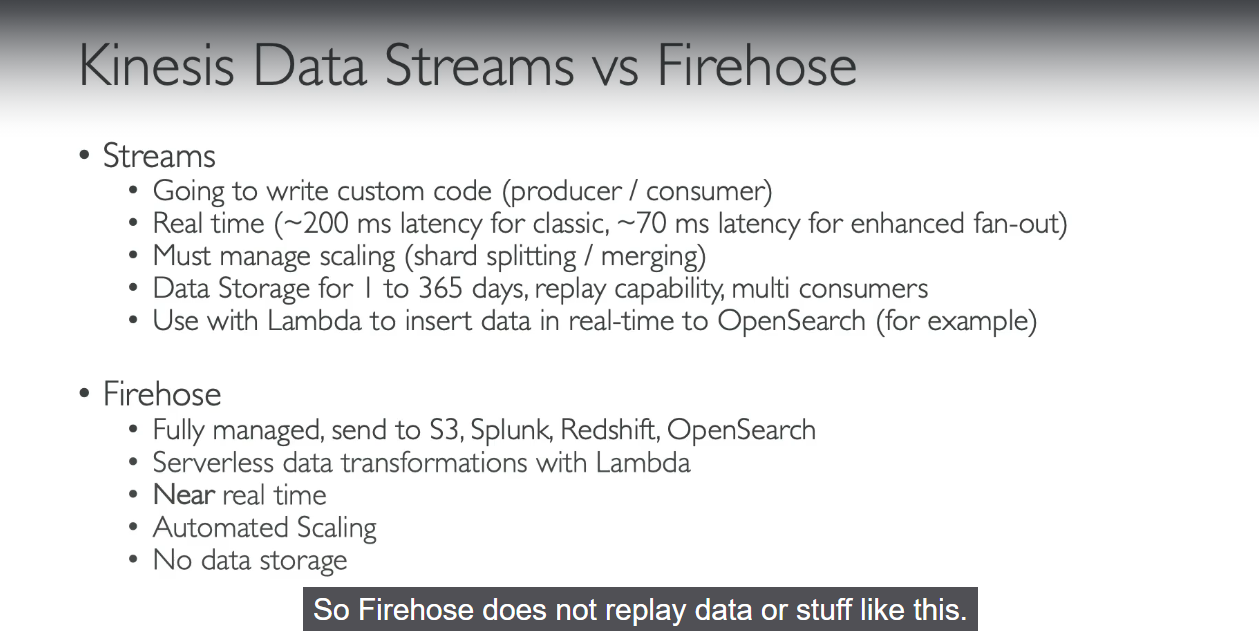 Kinesis Data Streams vs Firehose
• Streams
• Going to write custom code (producer / consumer)
• Real time (~200 ms latency for classic, ~70 ms latency for enhanced fan-out)
• Must manage scaling (shard splitting / merging)
• Data Storage for 1 to 365 days, replay capability, multi consumers
• Use with Lambda to insert data in real-time to OpenSearch (for example)
• Firehose
• Fully managed, send to S3, Splunk, Redshift, OpenSearch
• Serverless data transformations with Lambda
• Near real time
• Automated Scaling
• No data storage
So Firehose does not replay data or stuff like this.